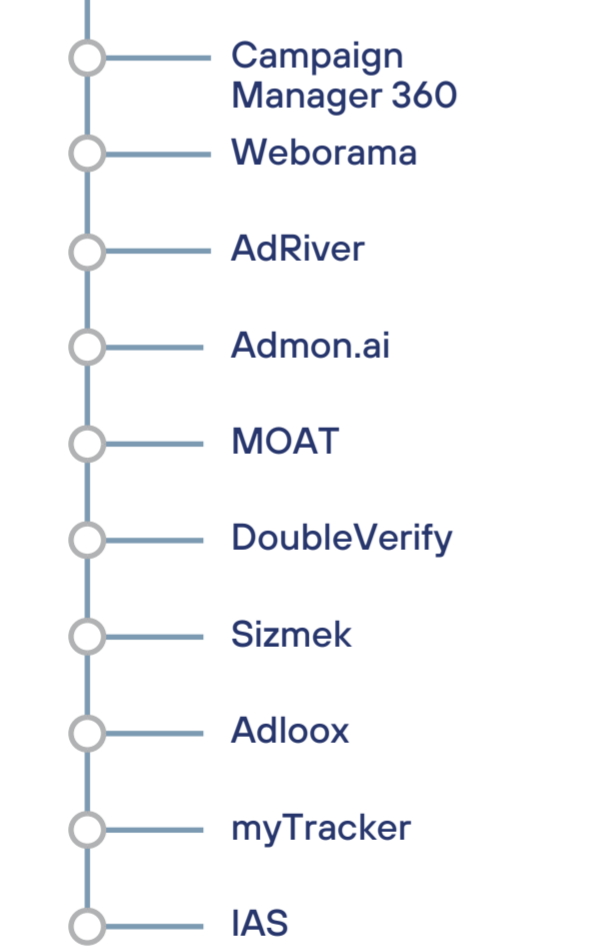 Campaign
Manager 360
Weborama
AdRiver
Admon.ai
MOAT
DoubleVerify
Sizmek
Adloox
myTracker
IAS